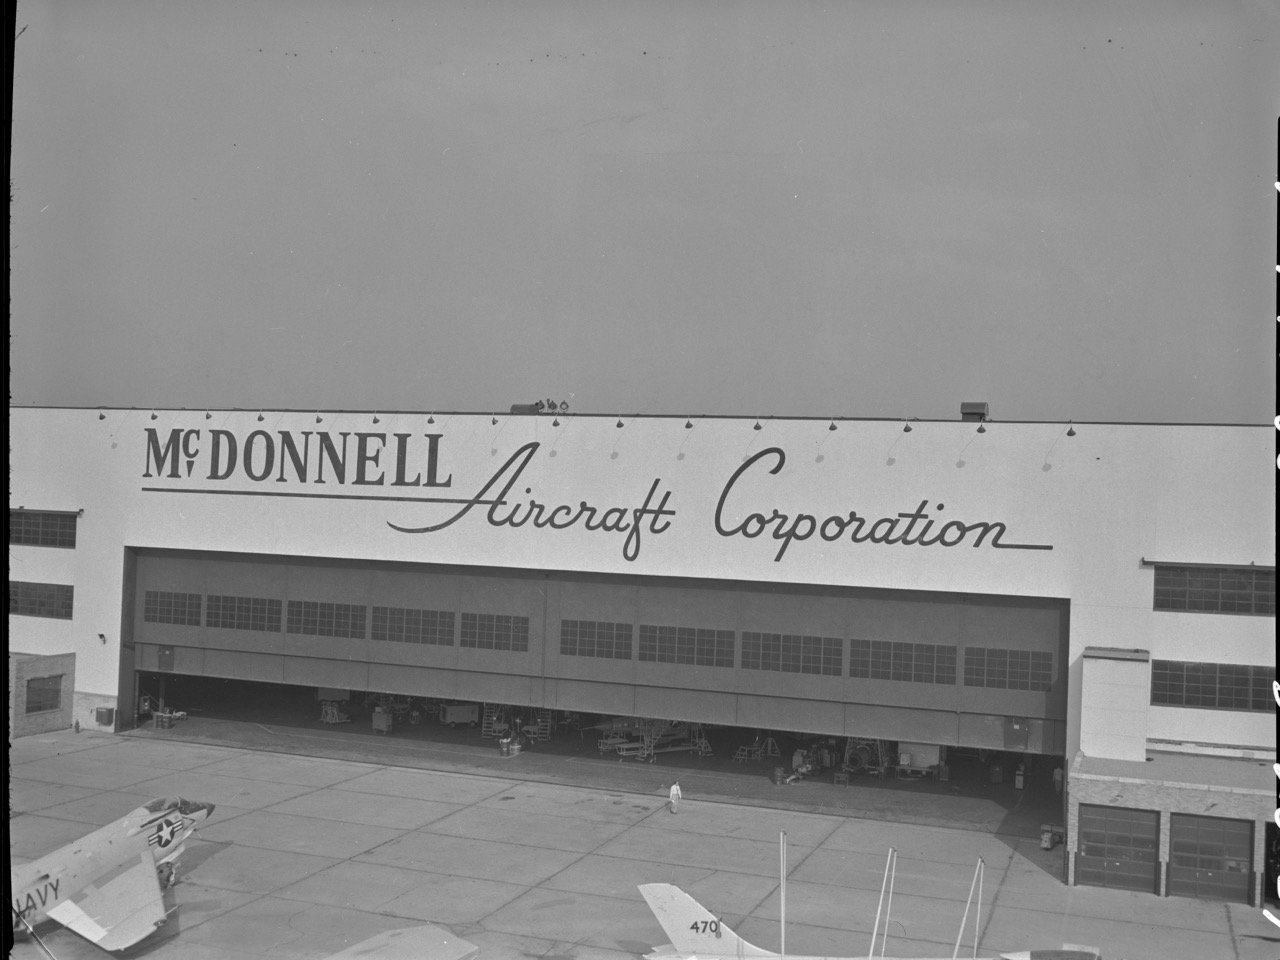 McDONNELL
Aircraft Corporation
NAVY
470